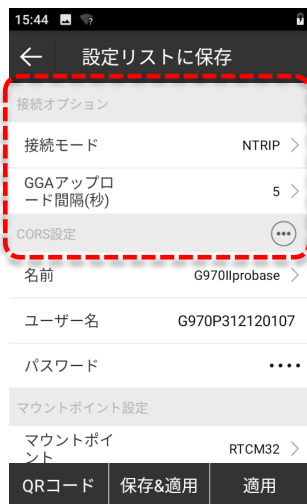 15:44
設定リストに保存
接続オプション
接続モード NTRIP
GGAアップロ
ード間隔(秒) 5
CORS設定
名前 G970IIprobase
ユーザー名 G970P312120107
パスワード ••••
マウントポイント設定
マウントポイ
ント RTCM32
QRコード 保存&適用 適用